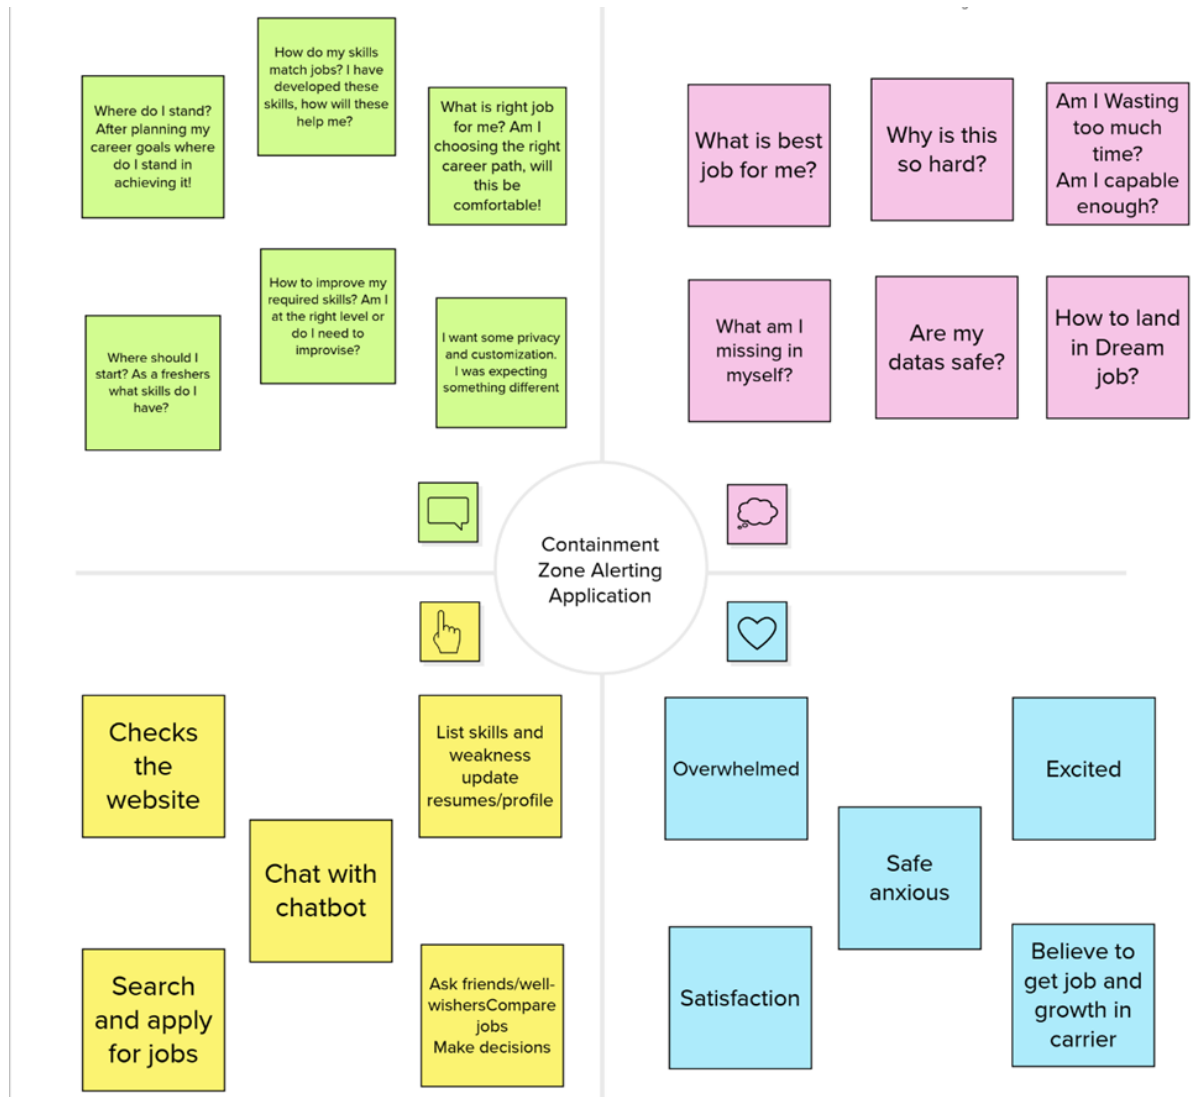 Where do I stand?
After planning my
career goals where
do I stand in
achieving it!
How do my skills
match jobs? I have
developed these
skills, how will these
help me?
What is right job
for me? Am I
choosing the right
career path, will
this be
comfortable!
Where should I
start? As a freshers
what skills do I
have?
How to improve my
required skills? Am I
at the right level or
do I need to
improvise?
I want some privacy
and customization.
I was expecting
something different
What is best
job for me?
Why is this
so hard?
Am I Wasting
too much
time?
Am I capable
enough?
What am I
missing in
myself?
Are my
datas safe?
How to land
in Dream
job?
Containment
Zone Alerting
Application
Checks
the
website
List skills and
weakness
update
resumes/profile
Chat with
chatbot
Search
and apply
for jobs
Ask friends/well-
wishersCompare
jobs
Make decisions
Overwhelmed
Excited
Safe
anxious
Satisfaction
Believe to
get job and
growth in
carrier